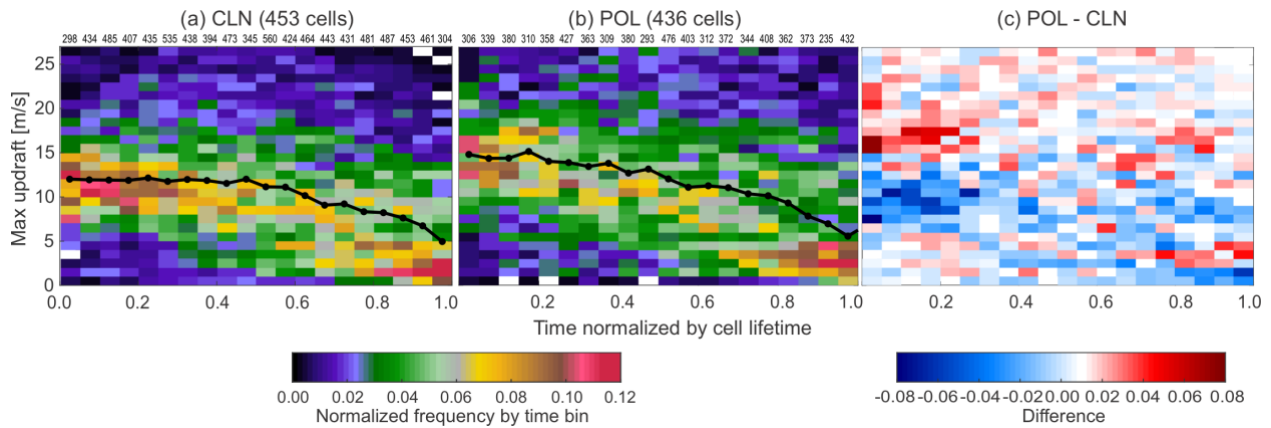 (a) CLN (453 cells)
298 434 485 407 435 535 438 394 473 345 560 424 464 443 431 481 487 453 461 304
(b) POL (436 cells)
306 339 380 310 358 427 363 309 380 293 476 403 312 372 344 408 362 373 235 432
(c) POL - CLN
Max updraft [m/s]
25
20
15
10
5
0
0.0 0.2 0.4 0.6 0.8 1.0
0.2 0.4 0.6 0.8 1.0
0.2 0.4 0.6 0.8 1.0
Time normalized by cell lifetime
0.00 0.02 0.04 0.06 0.08 0.10 0.12
Normalized frequency by time bin
-0.08 -0.06 -0.04 -0.02 0.00 0.02 0.04 0.06 0.08
Difference